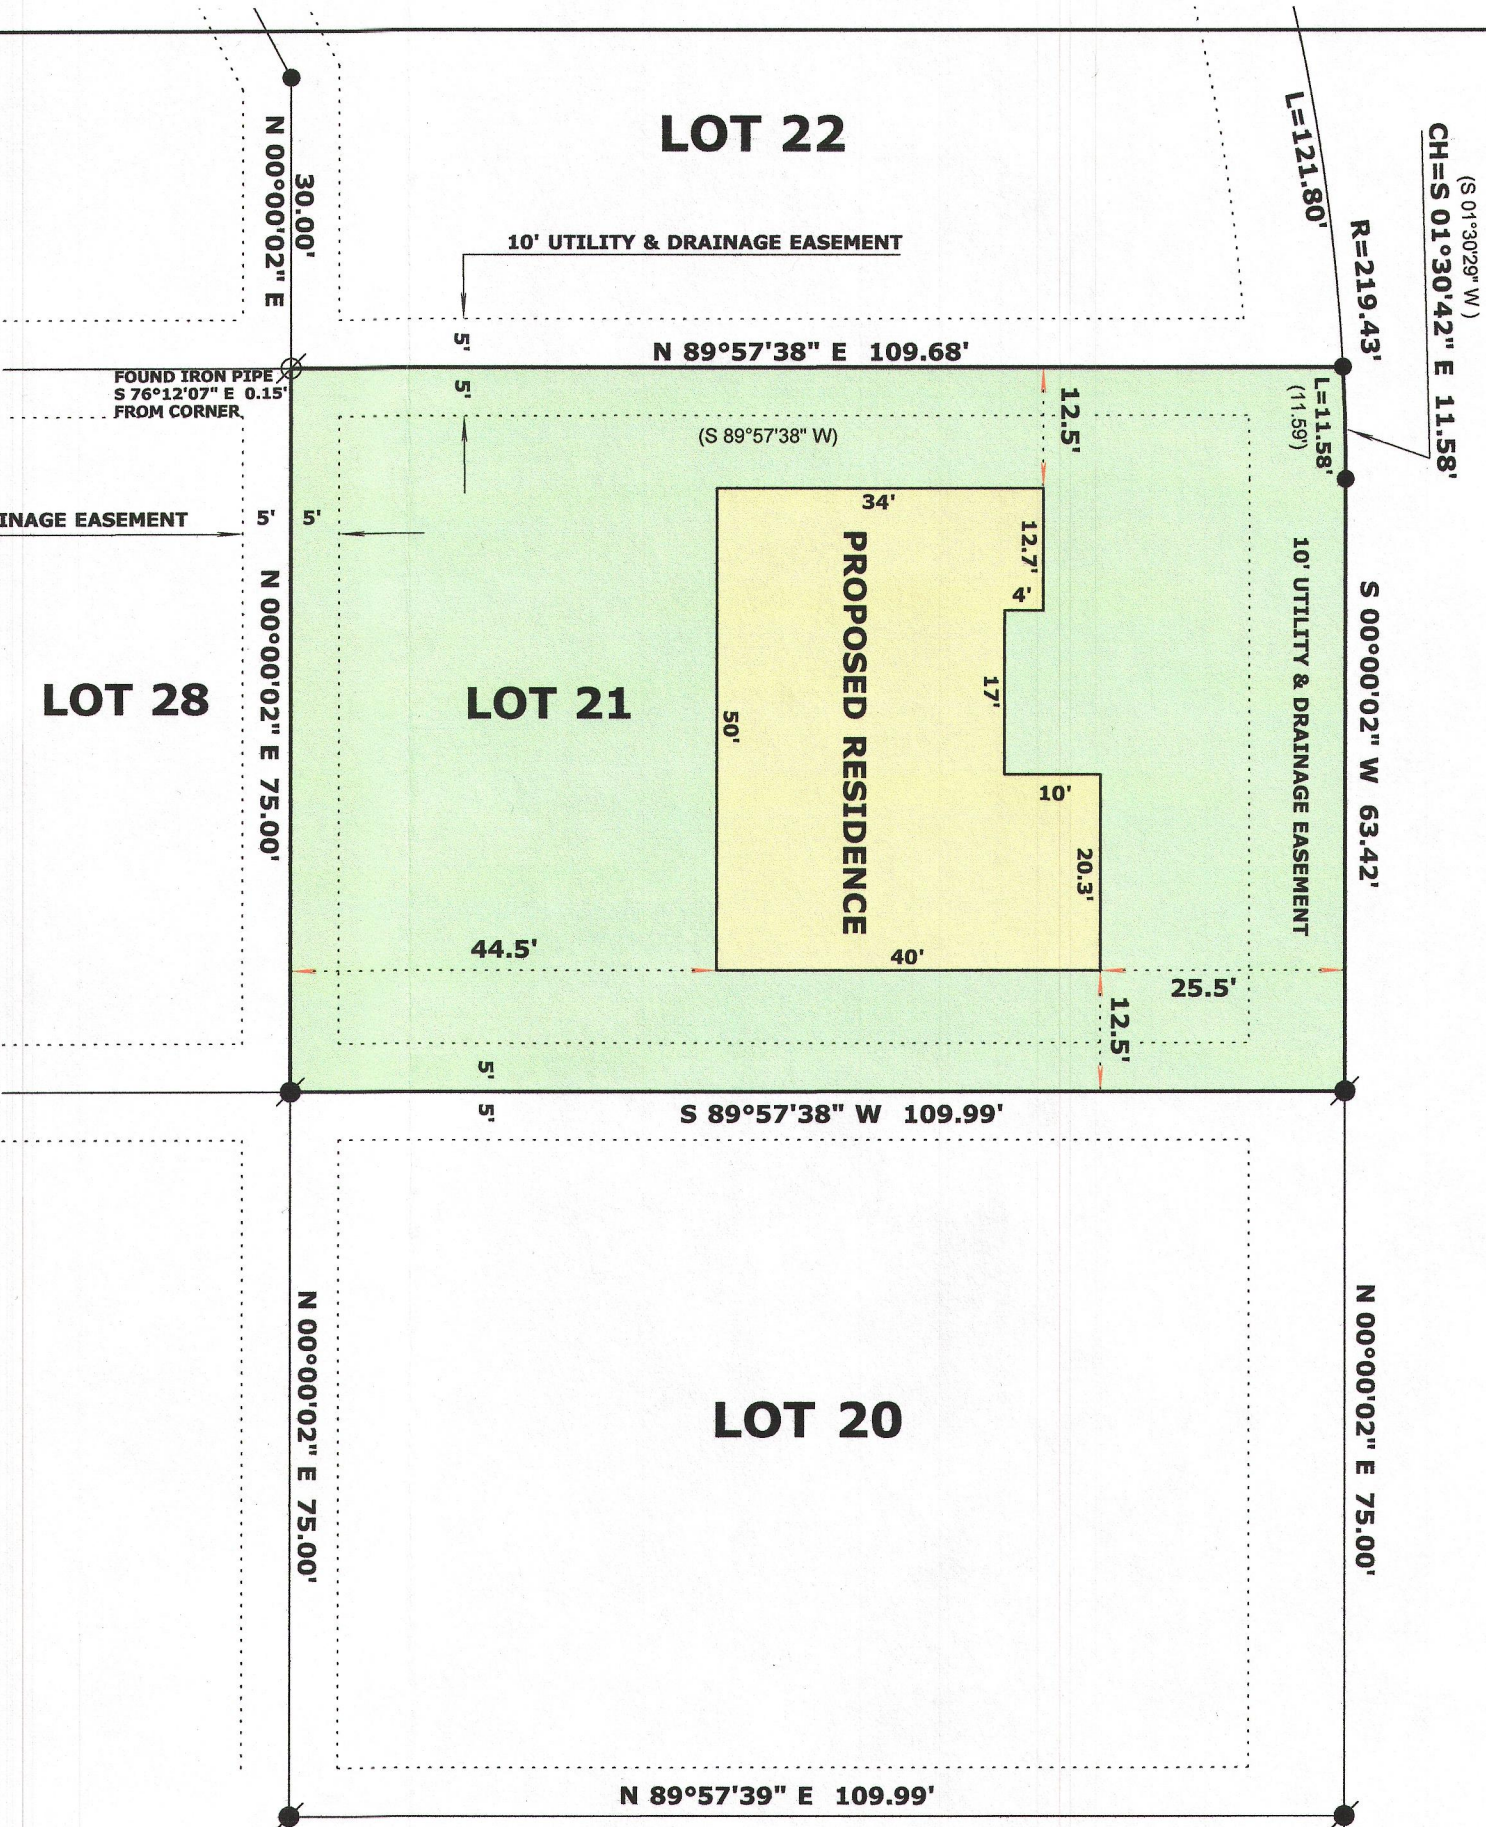 LOT 22
N 00°00'02" E
30.00'
10' UTILITY & DRAINAGE EASEMENT
L=121.80'
R=219.43'
(S 01°30'29" W )
CH=S 01°30'42" E 11.58'
5'
N 89°57'38" E 109.68'
FOUND IRON PIPE
S 76°12'07" E 0.15'
FROM CORNER
5'
(S 89°57'38" W)
12.5'
L=11.58'
(11.59')
INAGE EASEMENT
5'
5'
34'
12.7'
4'
PROPOSED RESIDENCE
10' UTILITY & DRAINAGE EASEMENT
S 00°00'02" W 63.42'
N 00°00'02" E 75.00'
LOT 28
LOT 21
50'
17'
10'
20.3'
44.5'
40'
25.5'
12.5'
5'
5'
S 89°57'38" W 109.99'
N 00°00'02" E 75.00'
LOT 20
N 00°00'02" E 75.00'
N 89°57'39" E 109.99'